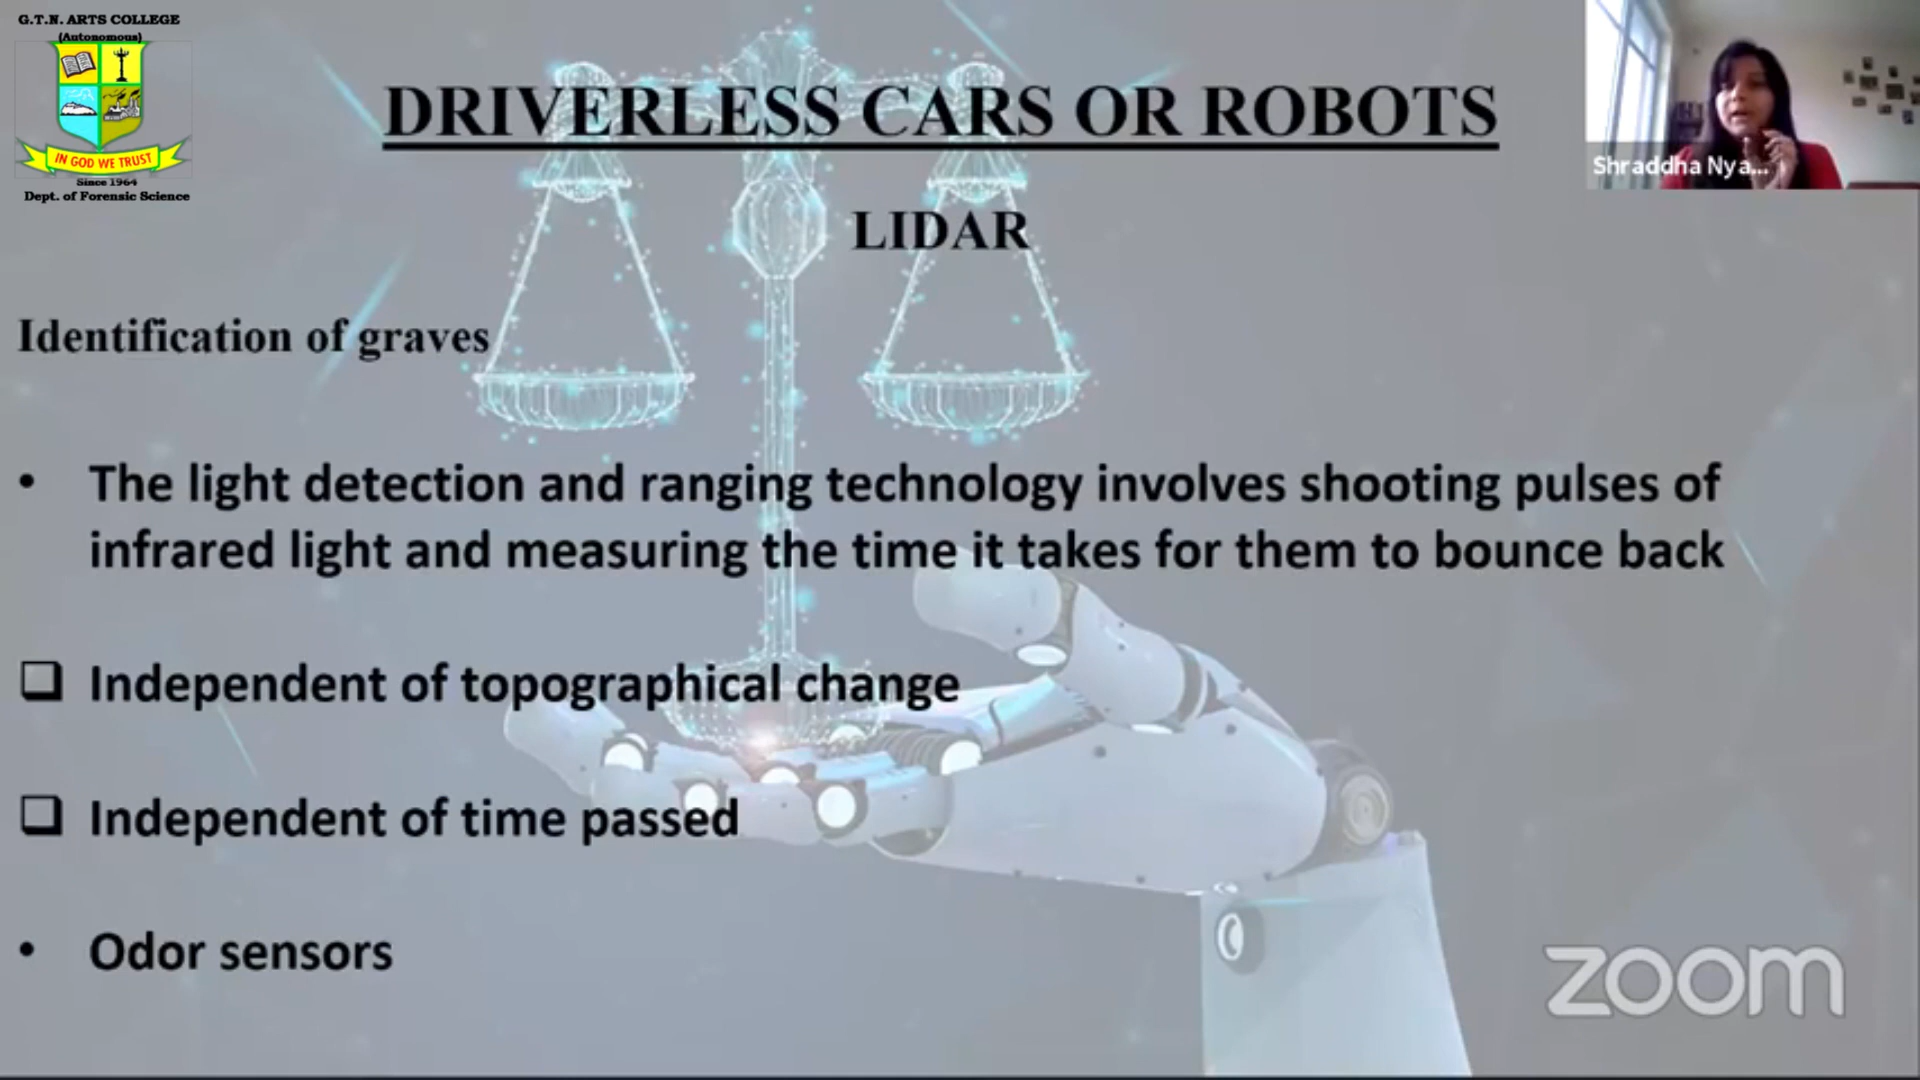 G.T.N. ARTS COLLEGE
(Autonomous)
IN GOD WE TRUST
Since 1964
Dept. of Forensic Science
DRIVERLESS CARS OR ROBOTS
Shraddha Nya...
LIDAR
Identification of graves
• The light detection and ranging technology involves shooting pulses of
infrared light and measuring the time it takes for them to bounce back
❑ Independent of topographical change
❑ Independent of time passed
• Odor sensors
zoom